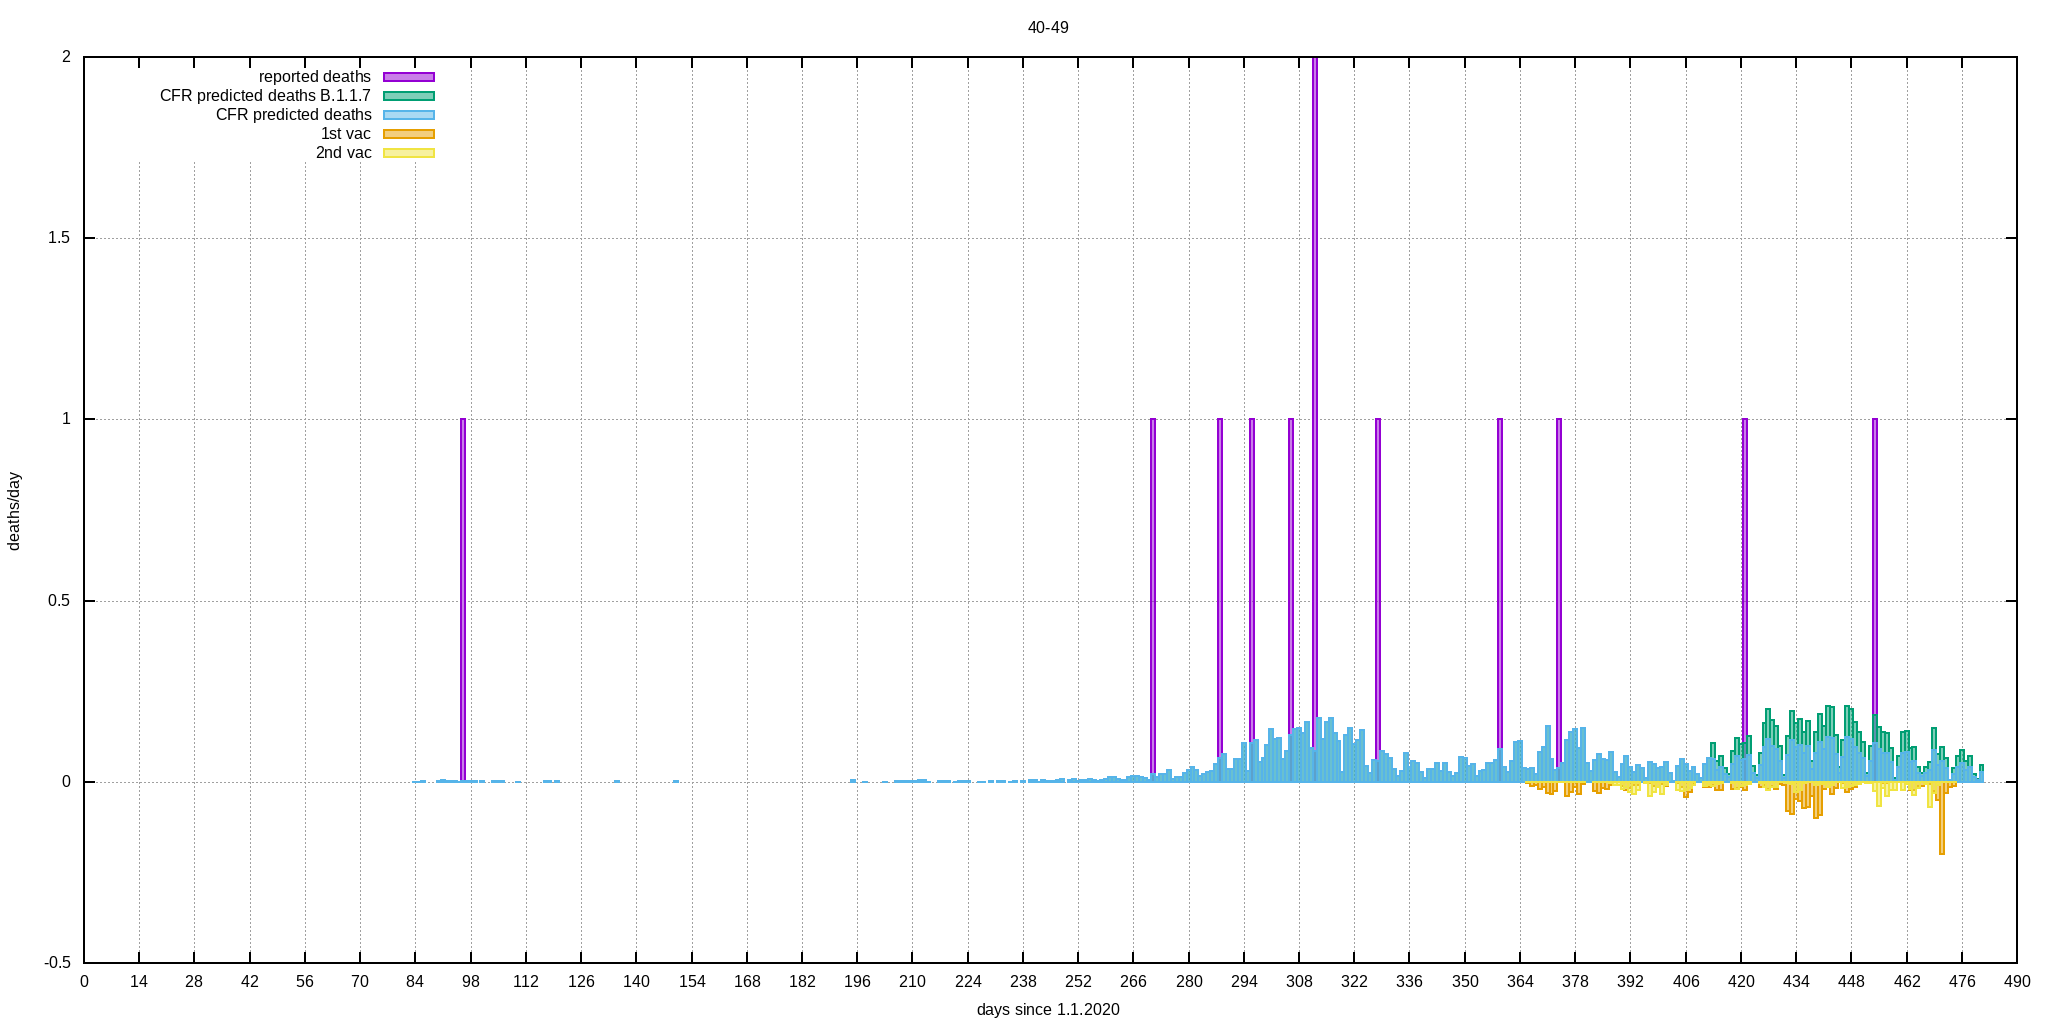 40-49
reported deaths
CFR predicted deaths B.1.1.7
CFR predicted deaths
1st vac
2nd vac
2
1.5
1
0.5
0
-0.5
deaths/day
0 14 28 42 56 70 84 98 112 126 140 154 168 182 196 210 224 238 252 266 280 294 308 322 336 350 364 378 392 406 420 434 448 462 476 490
days since 1.1.2020